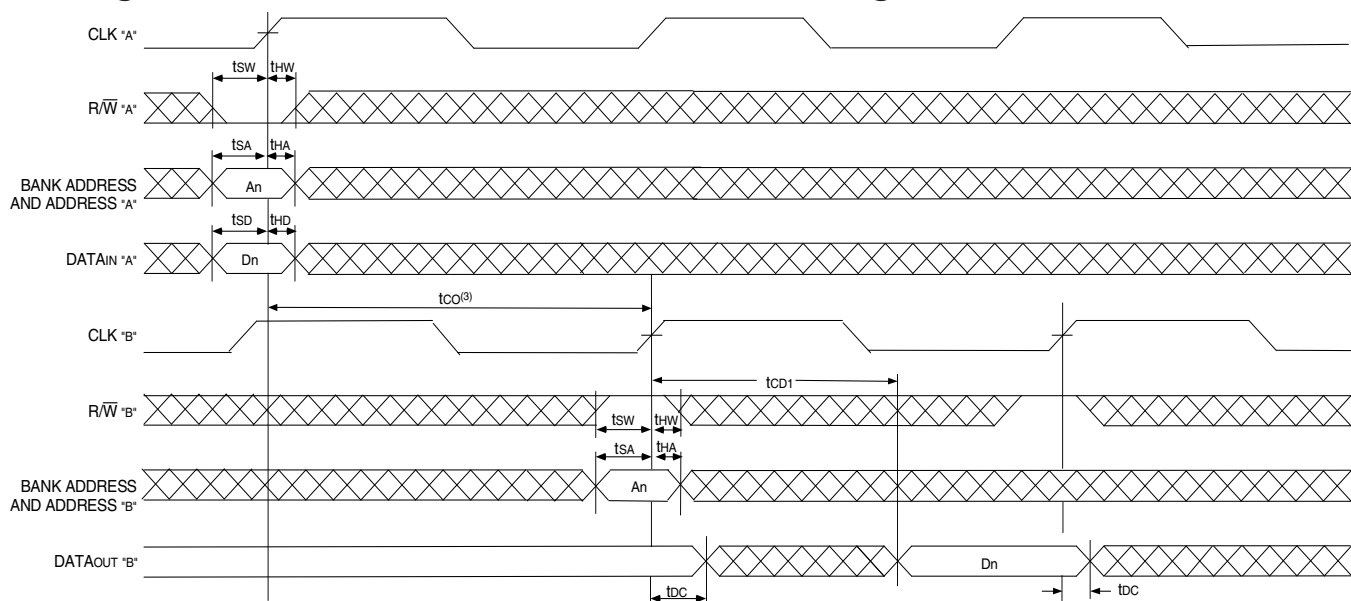 CLK "A"
tSW tHW
R/W̅ "A"
tSA tHA
BANK ADDRESS
AND ADDRESS "A"
An
tSD tHD
DATAIN "A"
Dn
tCO(3)
CLK "B"
tCD1
R/W̅ "B"
tSW tHW
tSA tHA
BANK ADDRESS
AND ADDRESS "B"
An
DATAOUT "B"
Dn
tDC
tDC